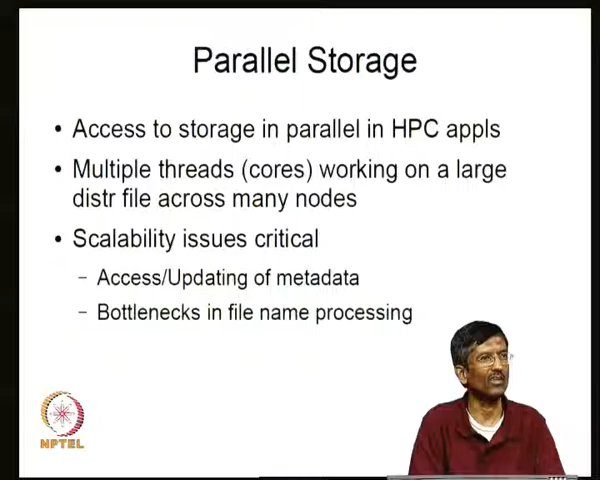 Parallel Storage
• Access to storage in parallel in HPC appls
• Multiple threads (cores) working on a large
distr file across many nodes
• Scalability issues critical
– Access/Updating of metadata
– Bottlenecks in file name processing
NPTEL